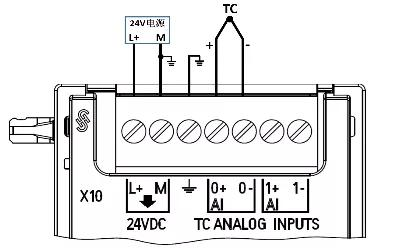 TC
24V电源
L+ M
+ -
X10
L+ M 0+ 0- 1+ 1-
AI AI
24VDC TC ANALOG INPUTS